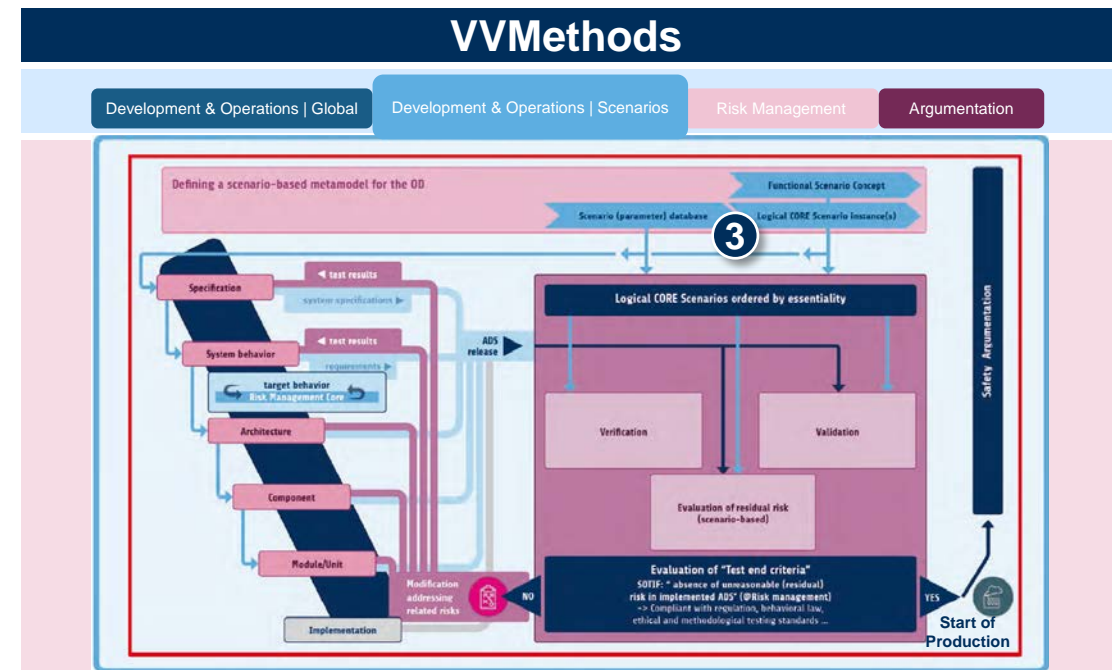 VVMethods
Development & Operations | Global
Development & Operations | Scenarios
Risk Management
Argumentation
Defining a scenario-based metamodel for the OD
Functional Scenario Concept
Scenario (parameter) database
Logical CORE Scenario instance(s)
3
Specification
◀ test results
system specifications ▶
System behavior
◀ test results
requirements ▶
target behavior
Risk Management Core
Architecture
Component
Module/Unit
Implementation
ADS
release
Logical CORE Scenarios ordered by essentiality
Verification
Validation
Evaluation of residual risk
(scenario-based)
Modification
addressing
related risks
NO
Evaluation of "Test end criteria"
SOTIF: " absence of unreasonable (residual)
risk in implemented ADS" (@Risk management)
-> Compliant with regulation, behavioral law,
ethical and methodological testing standards ...
YES
Start of
Production
Safety Argumentation